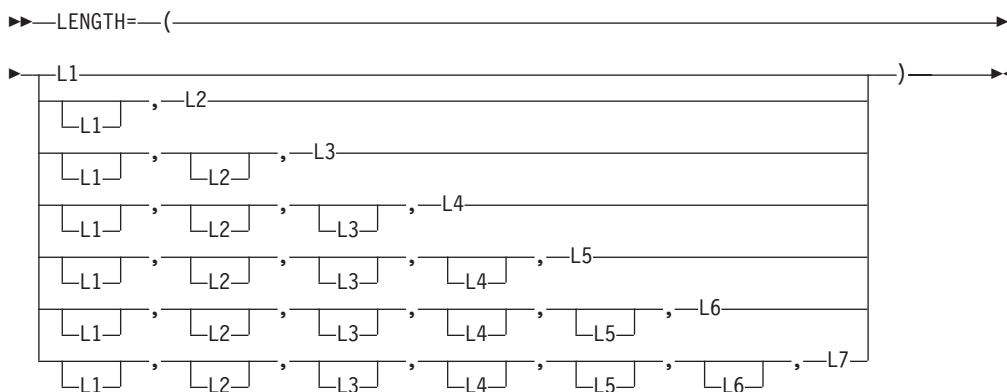 LENGTH= (
L1 )
L1 , L2
L1 , L2 , L3
L1 , L2 , L3 , L4
L1 , L2 , L3 , L4 , L5
L1 , L2 , L3 , L4 , L5 , L6
L1 , L2 , L3 , L4 , L5 , L6 , L7